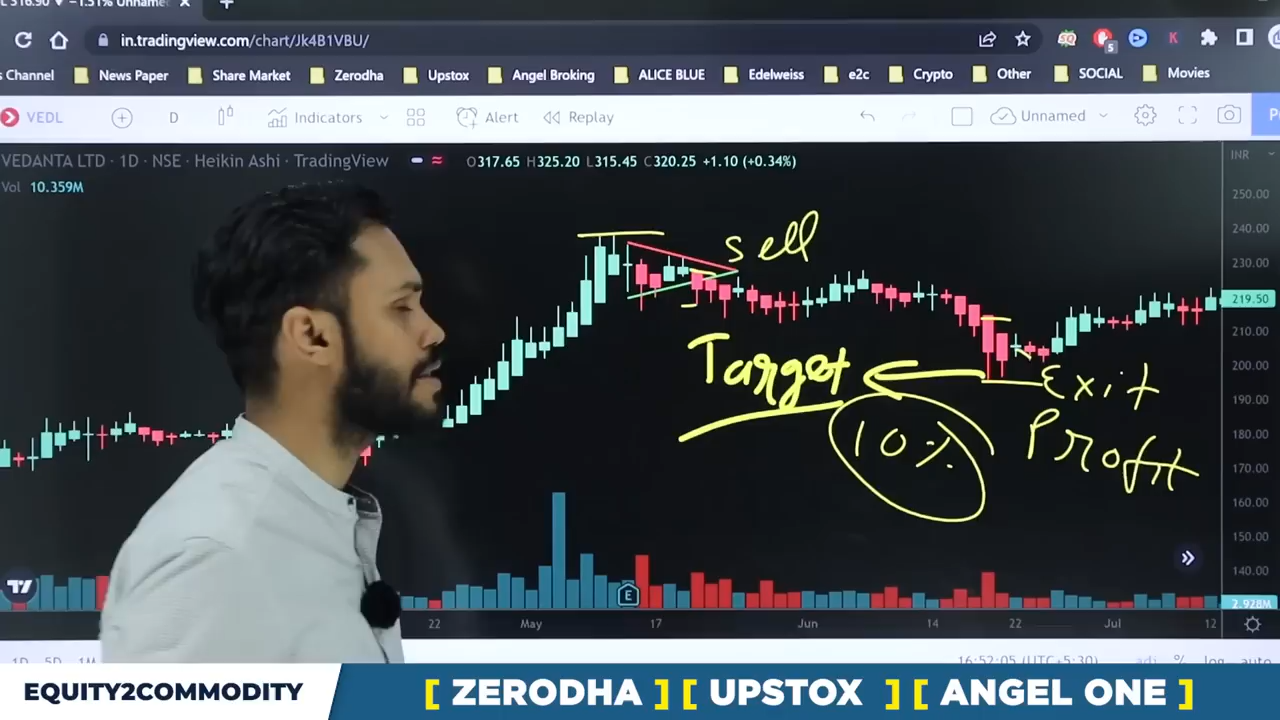 in.tradingview.com/chart/Jk4B1VBU/
s Channel News Paper Share Market Zerodha Upstox Angel Broking ALICE BLUE Edelweiss e2c Crypto Other SOCIAL Movies
VEDL D Indicators Alert Replay Unnamed
VEDANTA LTD · 1D · NSE · Heikin Ashi · TradingView O317.65 H325.20 L315.45 C320.25 +1.10 (+0.34%) INR
Vol 10.359M
250.00
240.00
sell
230.00
219.50
210.00
Target
200.00
Exit
190.00
10%
180.00
Profit
170.00
160.00
150.00
140.00
E
2.928M
22 May 17 Jun 14 22 Jul 12
1D 5D 1M 16:52:05 (UTC+5:30) adj % log auto
EQUITY2COMMODITY [ ZERODHA ] [ UPSTOX ] [ ANGEL ONE ]